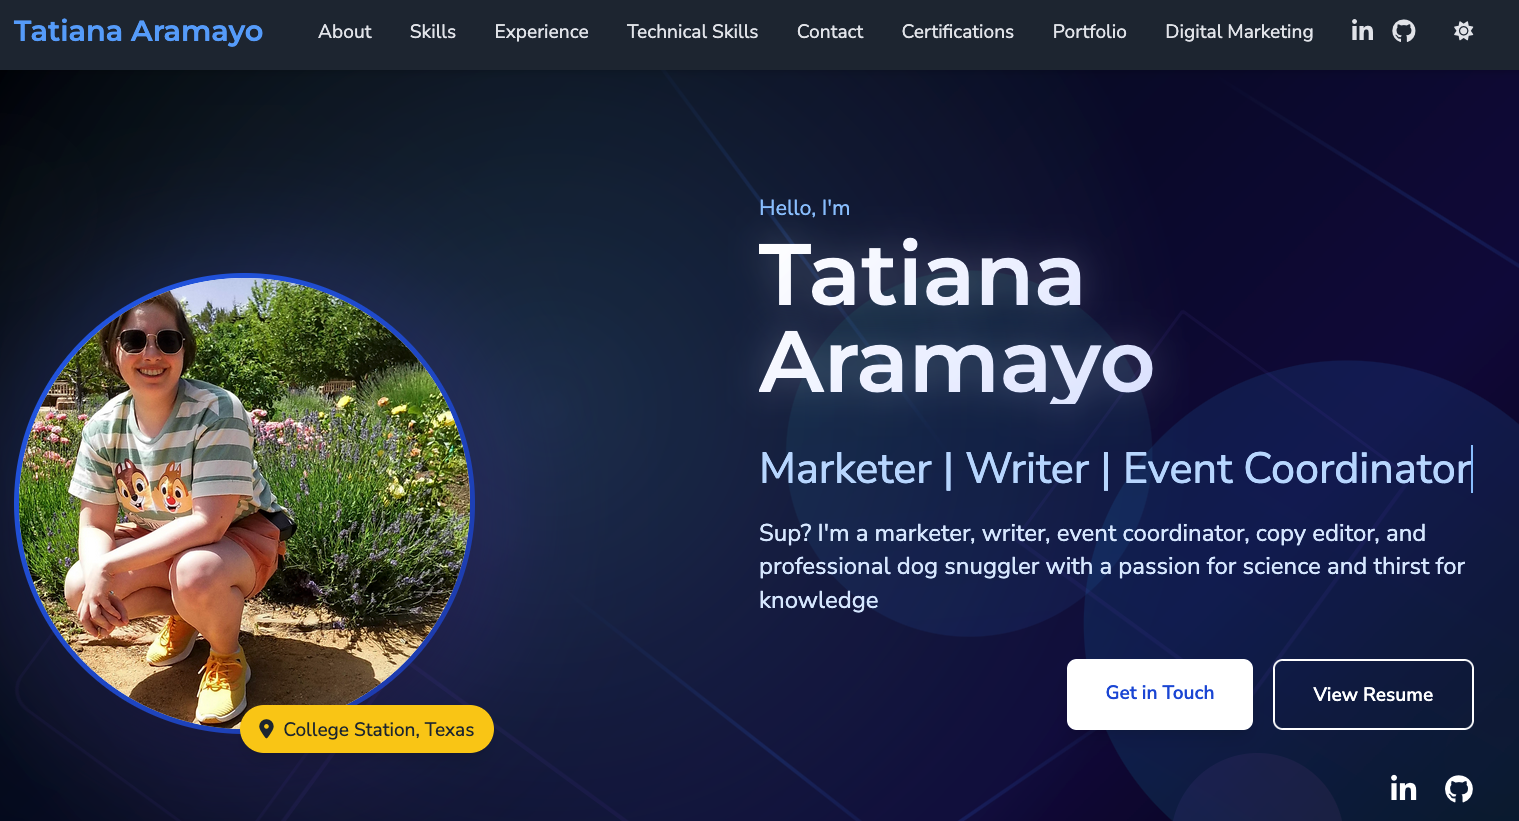 Tatiana Aramayo About Skills Experience Technical Skills Contact Certifications Portfolio Digital Marketing
Hello, I'm
Tatiana
Aramayo
Marketer | Writer | Event Coordinator
Sup? I'm a marketer, writer, event coordinator, copy editor, and
professional dog snuggler with a passion for science and thirst for
knowledge
Get in Touch View Resume
College Station, Texas